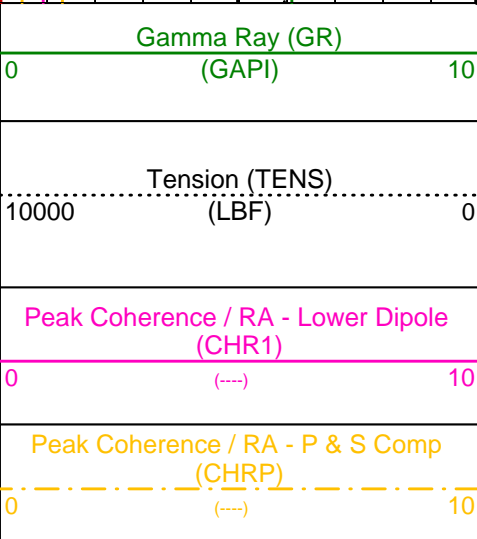 Gamma Ray (GR)
0 (GAPI) 10
Tension (TENS)
10000 (LBF) 0
Peak Coherence / RA - Lower Dipole
(CHR1)
0 (----) 10
Peak Coherence / RA - P & S Comp
(CHRP)
0 (----) 10